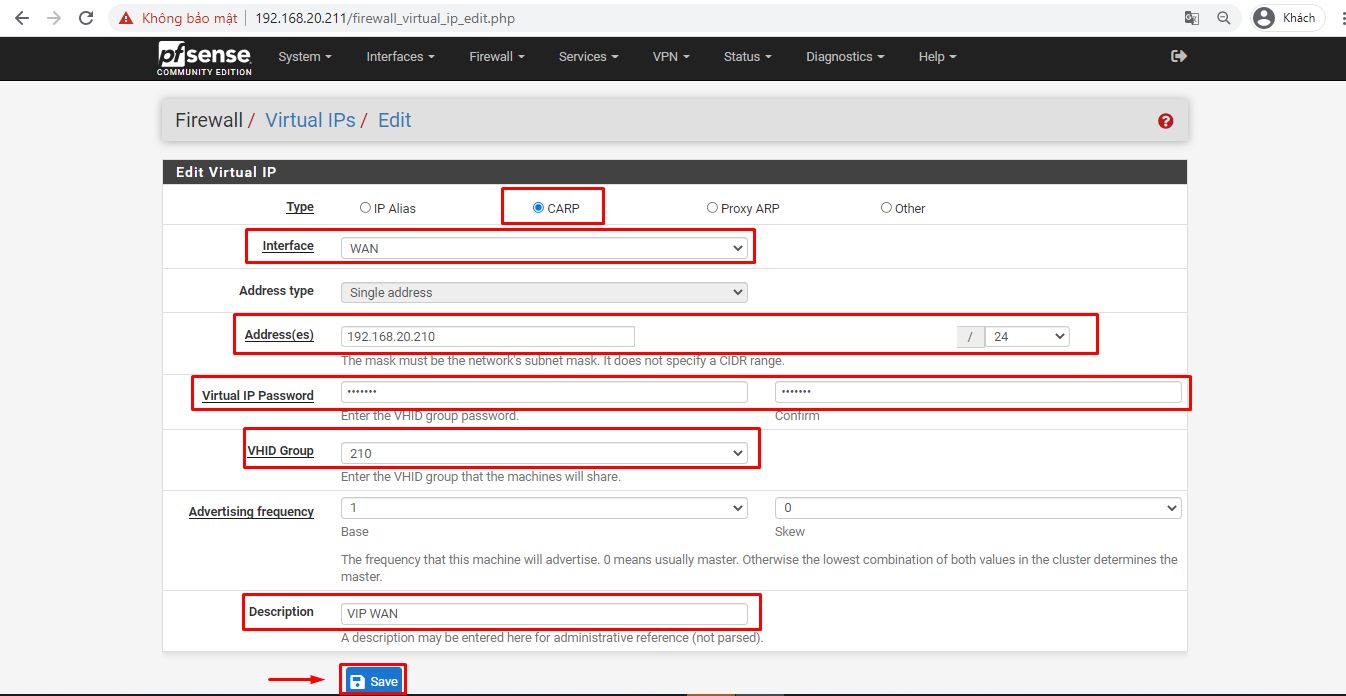 Không bảo mật 192.168.20.211/firewall_virtual_ip_edit.php Khách
pfsense COMMUNITY EDITION System Interfaces Firewall Services VPN Status Diagnostics Help
Firewall / Virtual IPs / Edit
Edit Virtual IP
Type IP Alias CARP Proxy ARP Other
Interface WAN
Address type Single address
Address(es) 192.168.20.210 / 24
The mask must be the network's subnet mask. It does not specify a CIDR range.
Virtual IP Password ••••••• •••••••
Enter the VHID group password. Confirm
VHID Group 210
Enter the VHID group that the machines will share.
Advertising frequency 1 0
Base Skew
The frequency that this machine will advertise. 0 means usually master. Otherwise the lowest combination of both values in the cluster determines the
master.
Description VIP WAN
A description may be entered here for administrative reference (not parsed).
Save